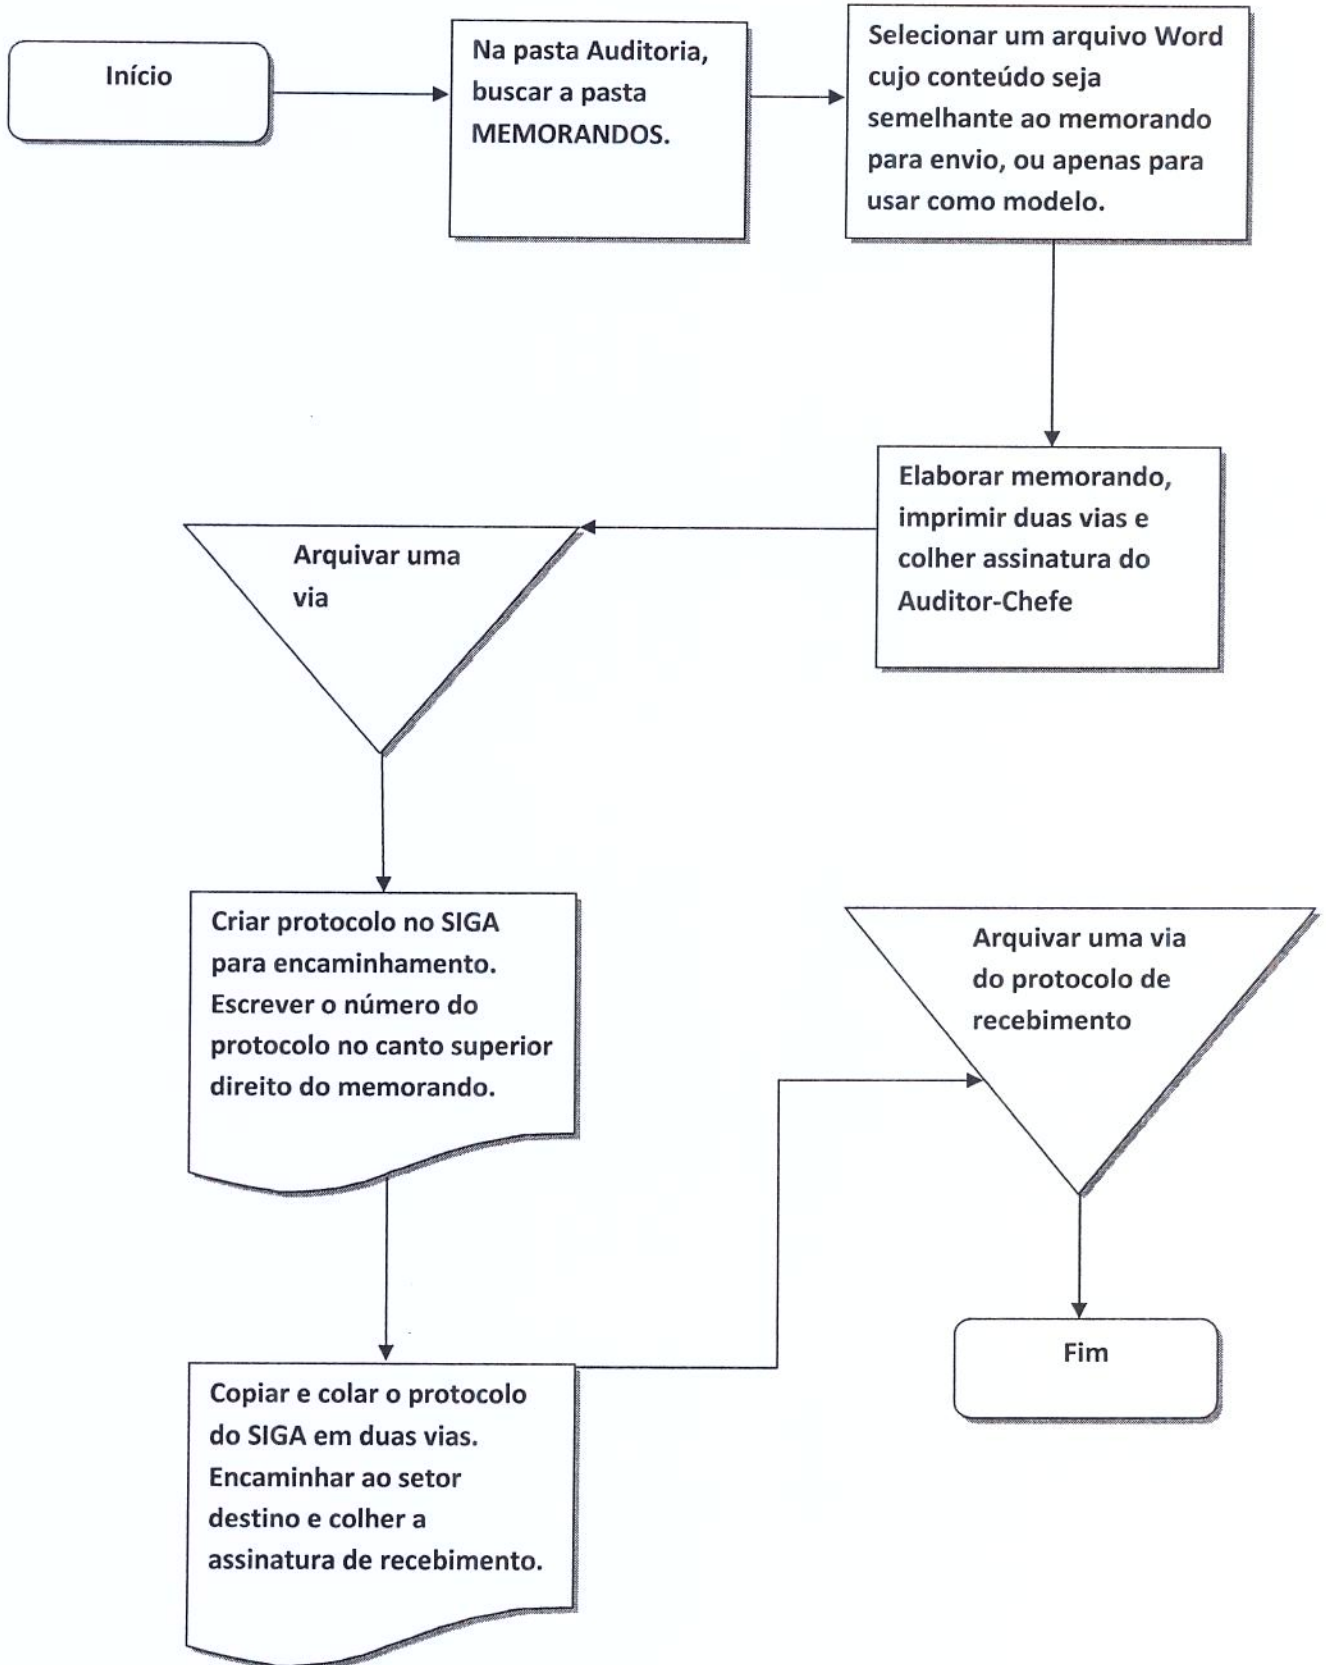 Início
Na pasta Auditoria,
buscar a pasta
MEMORANDOS.
Selecionar um arquivo Word
cujo conteúdo seja
semelhante ao memorando
para envio, ou apenas para
usar como modelo.
Elaborar memorando,
imprimir duas vias e
colher assinatura do
Auditor-Chefe
Arquivar uma
via
Criar protocolo no SIGA
para encaminhamento.
Escrever o número do
protocolo no canto superior
direito do memorando.
Copiar e colar o protocolo
do SIGA em duas vias.
Encaminhar ao setor
destino e colher a
assinatura de recebimento.
Arquivar uma via
do protocolo de
recebimento
Fim